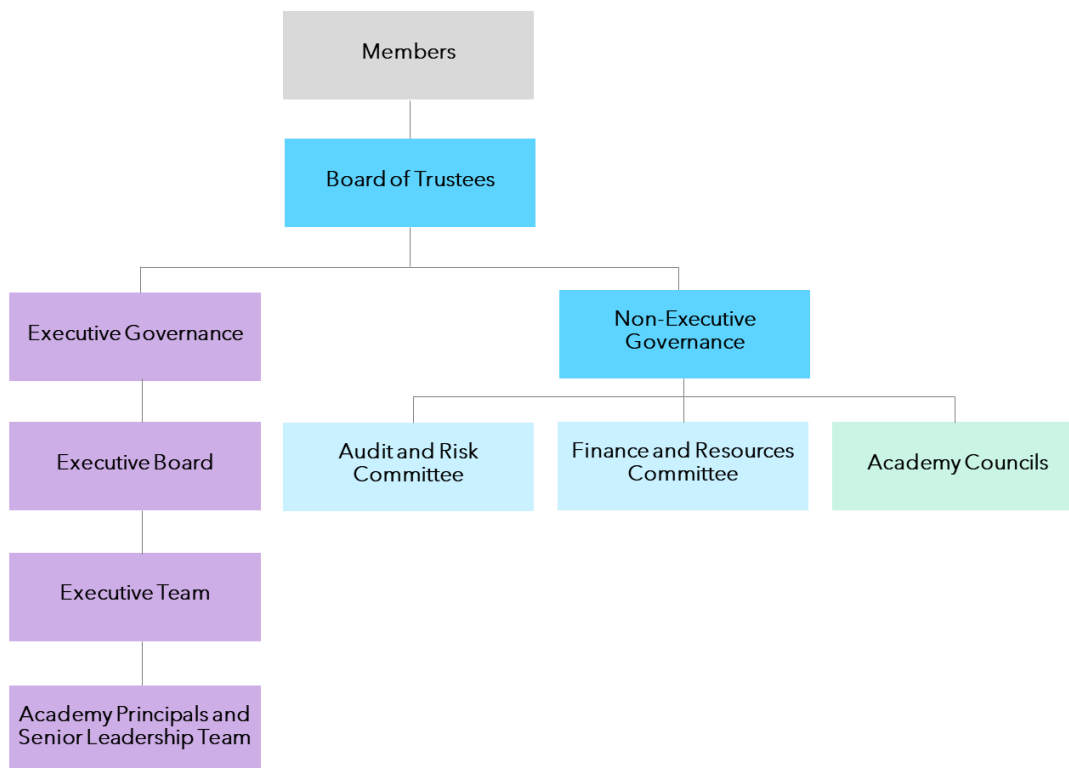 Members
Board of Trustees
Executive Governance
Non-Executive
Governance
Executive Board
Audit and Risk
Committee
Finance and Resources
Committee
Academy Councils
Executive Team
Academy Principals and
Senior Leadership Team